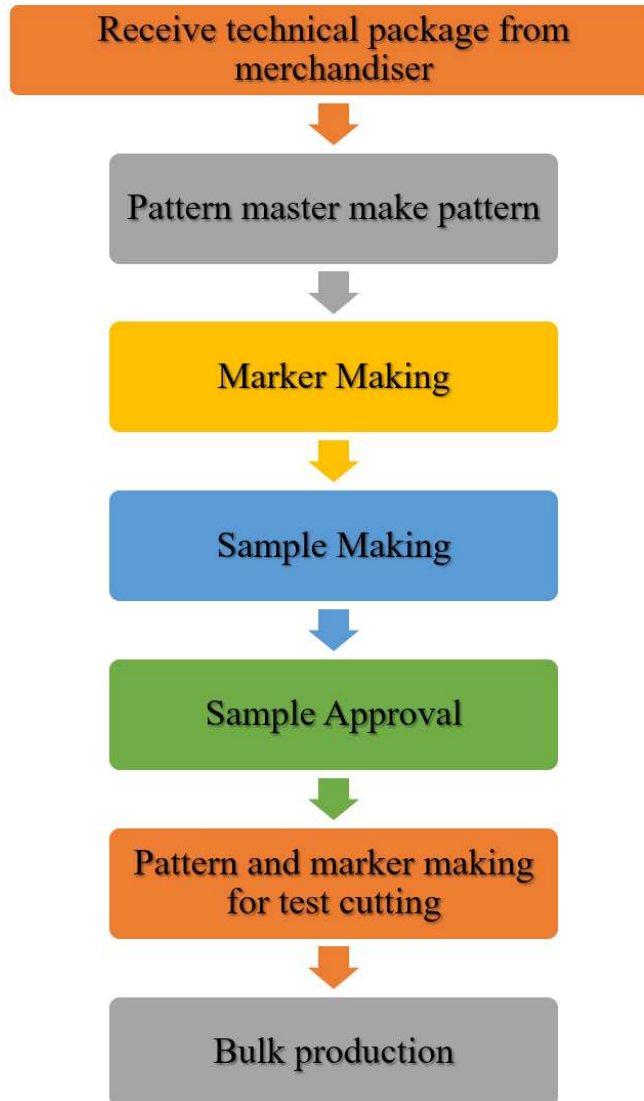 Receive technical package from
merchandiser
Pattern master make pattern
Marker Making
Sample Making
Sample Approval
Pattern and marker making
for test cutting
Bulk production